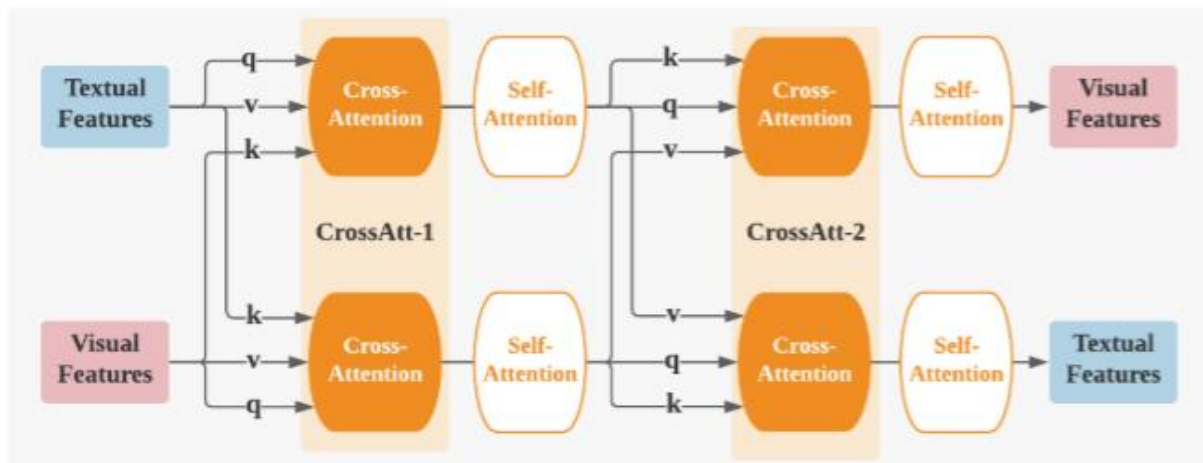 Textual
Features
q
v
k
Cross-
Attention
Self-
Attention
k
q
v
Cross-
Attention
Self-
Attention
Visual
Features
CrossAtt-1
CrossAtt-2
Visual
Features
k
v
q
Cross-
Attention
Self-
Attention
v
q
k
Cross-
Attention
Self-
Attention
Textual
Features